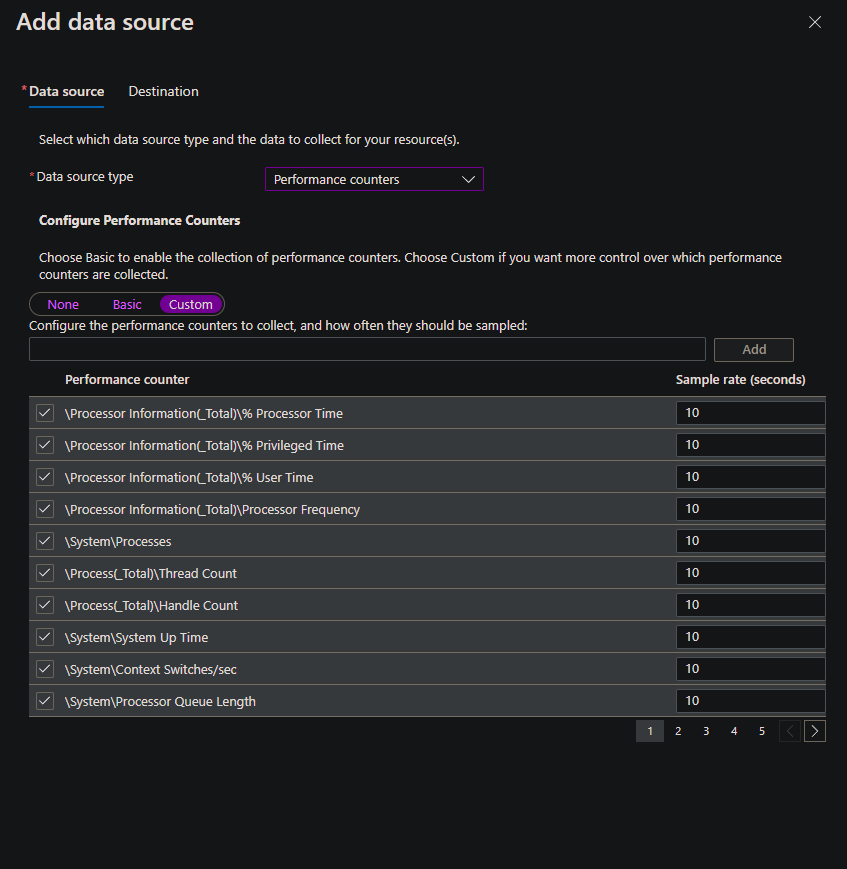 Add data source
* Data source
Destination
Select which data source type and the data to collect for your resource(s).
* Data source type
Performance counters
Configure Performance Counters
Choose Basic to enable the collection of performance counters. Choose Custom if you want more control over which performance
counters are collected.
None Basic Custom
Configure the performance counters to collect, and how often they should be sampled:
Add
Performance counter Sample rate (seconds)
\Processor Information(_Total)\% Processor Time 10
\Processor Information(_Total)\% Privileged Time 10
\Processor Information(_Total)\% User Time 10
\Processor Information(_Total)\Processor Frequency 10
\System\Processes 10
\Process(_Total)\Thread Count 10
\Process(_Total)\Handle Count 10
\System\System Up Time 10
\System\Context Switches/sec 10
\System\Processor Queue Length 10
1 2 3 4 5